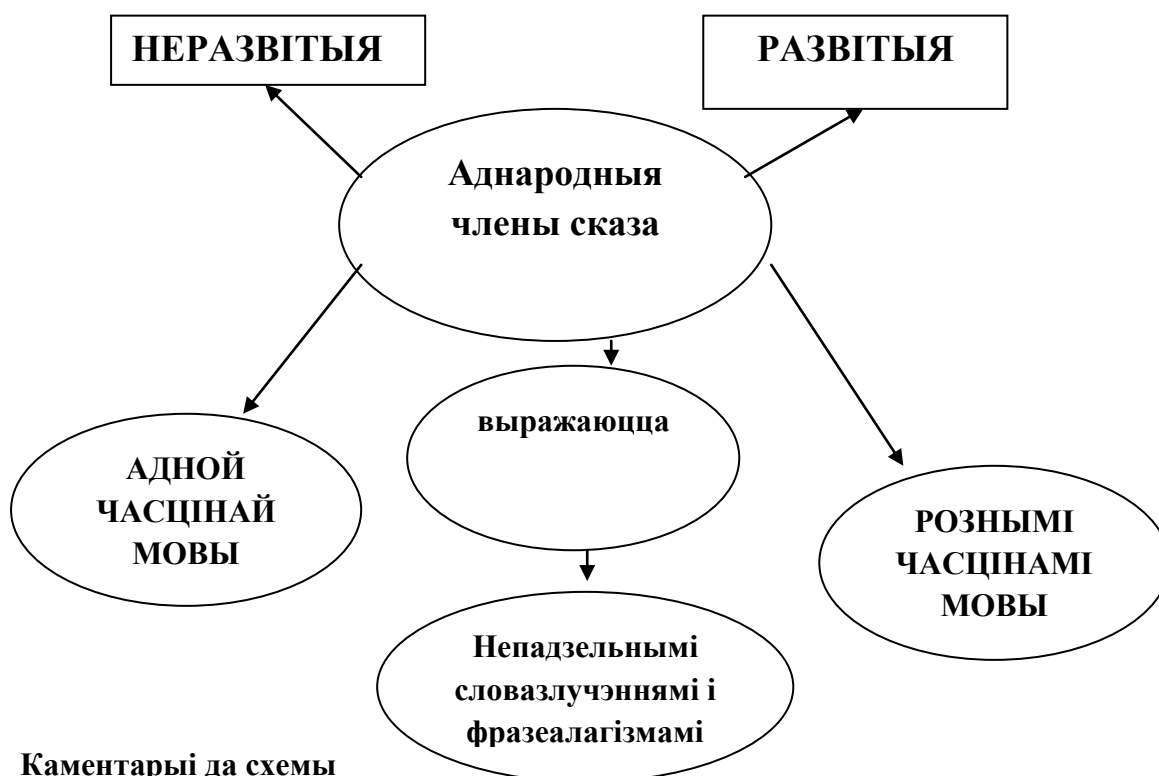 НЕРАЗВІТЫЯ
РАЗВІТЫЯ
Аднародныя
члены сказа
выражаюцца
АДНОЙ
ЧАСЦІНАЙ
МОВЫ
РОЗНЫМІ
ЧАСЦІНАМІ
МОВЫ
Непадзельнымі
словазлучэннямі і
фразеалагізмамі
Каментарыі да схемы